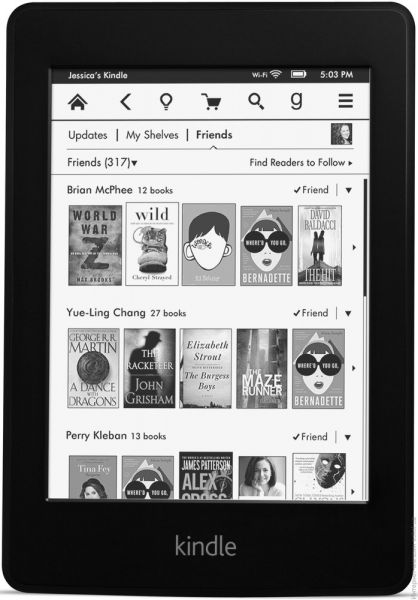 Jessica's Kindle Wi-Fi 5:03 PM
g
Updates | My Shelves | Friends
Friends (317)▾ Find Readers to Follow ▸
Brian McPhee 12 books ✓Friend | ▼
WORLD
WAR
Z
MAX BROOKS
wild
Cheryl Strayed
WHERE'D YOU GO,
BERNADETTE
DAVID
BALDACCI
THE HIT
Yue-Ling Chang 27 books ✓Friend | ▼
GEORGE R.R.
MARTIN
A DANCE
WITH
DRAGONS
THE
RACKETEER
JOHN
GRISHAM
Elizabeth
Strout
The Burgess
Boys
THE
MAZE
RUNNER
WHERE'D YOU GO,
BERNADETTE
Perry Kleban 13 books ✓Friend | ▼
Tina Fey
WHERE'D YOU GO,
JAMES PATTERSON
ALEX
CROSS
kindle